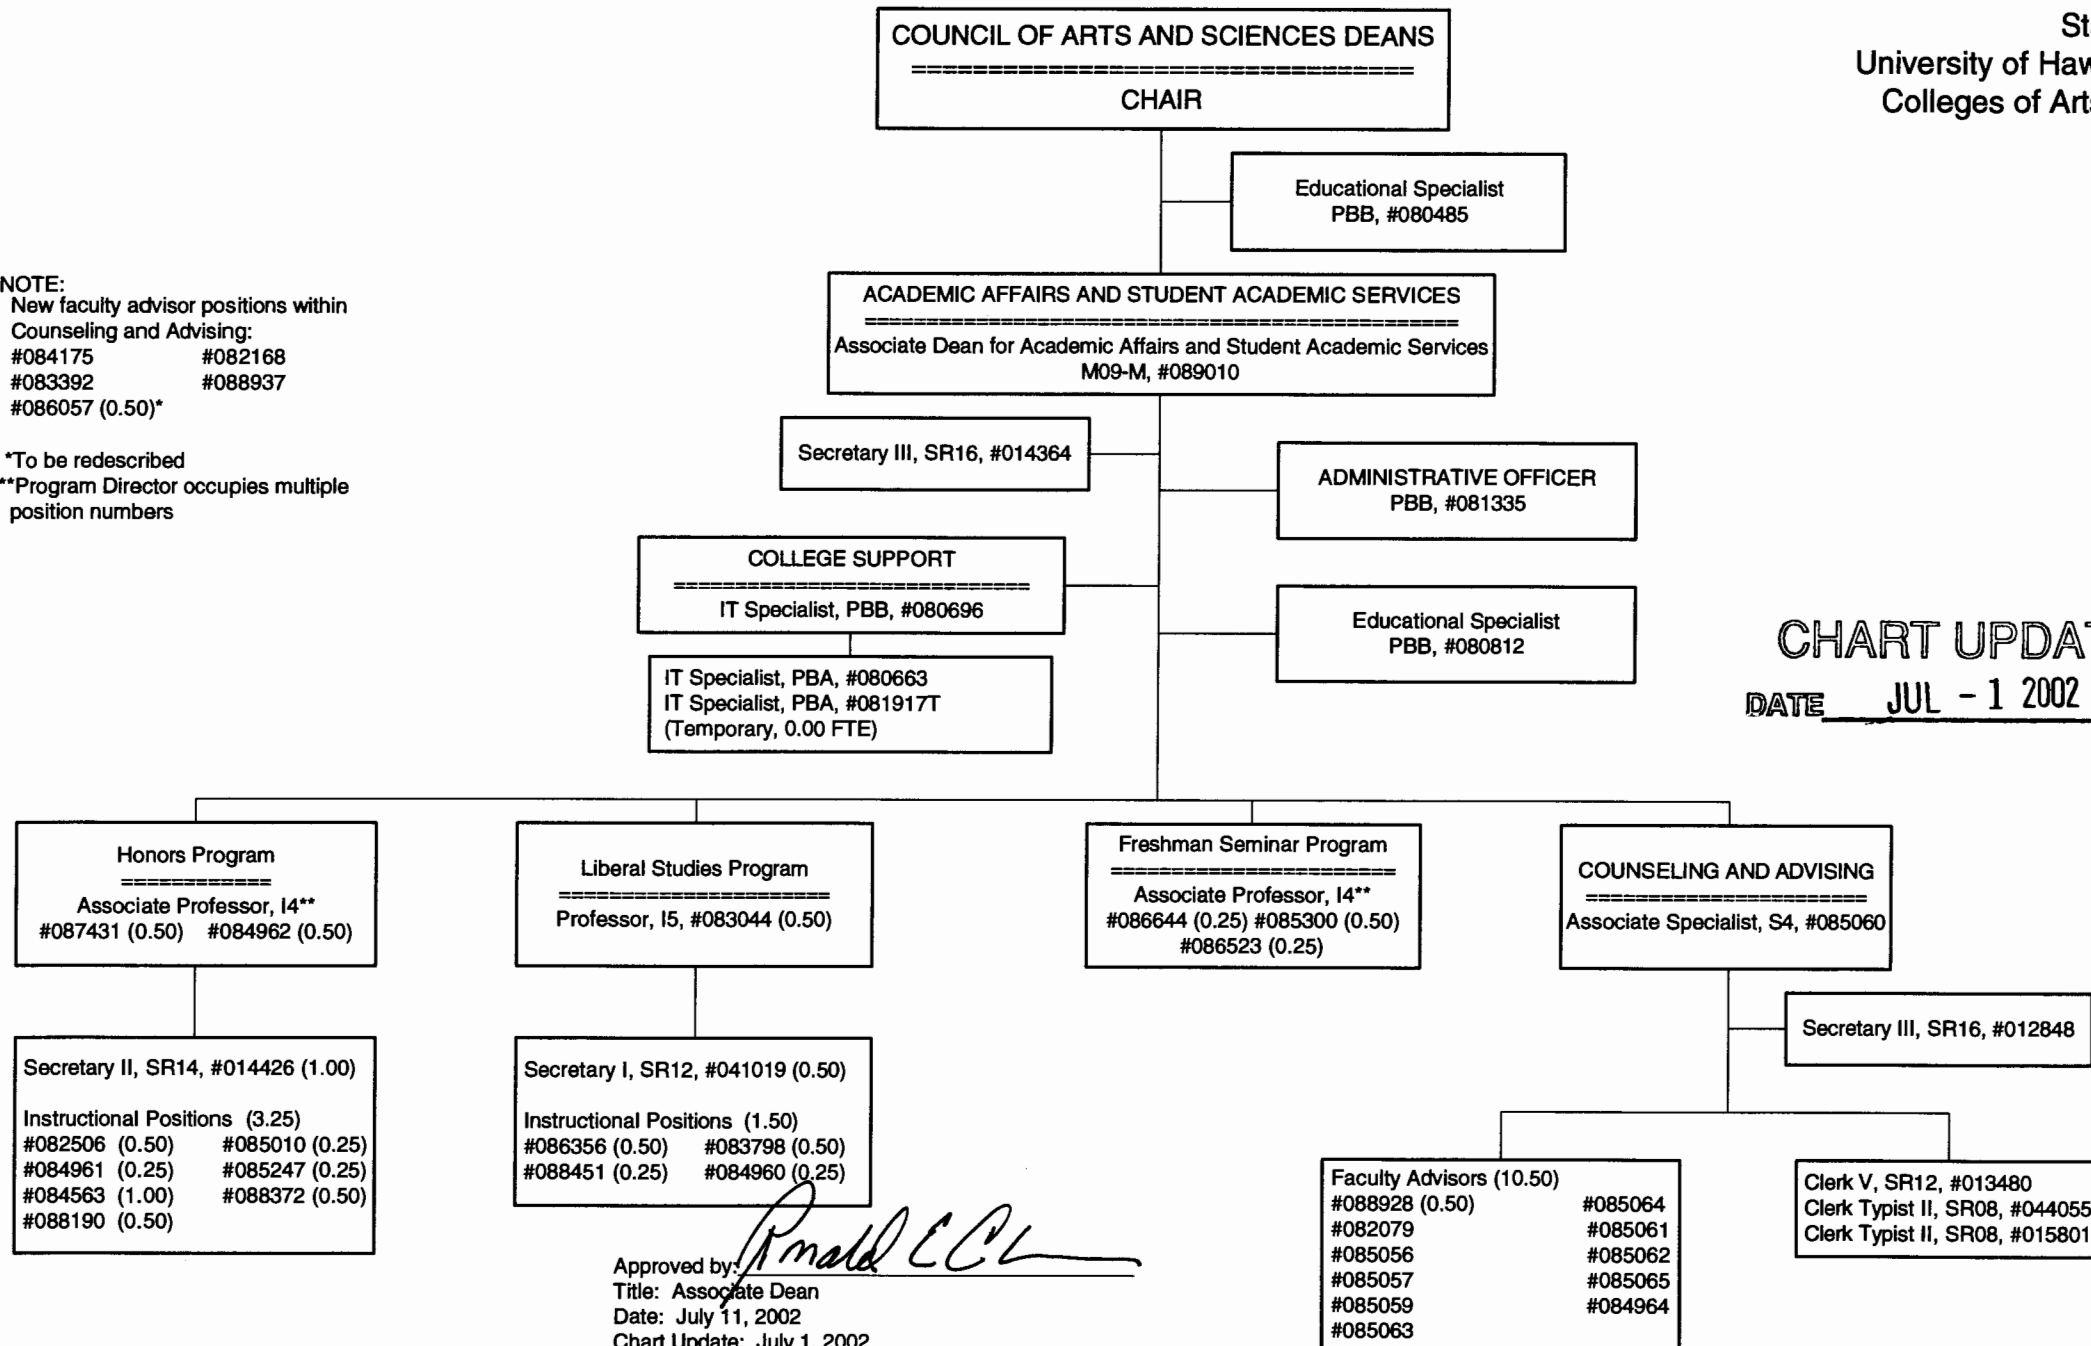 COUNCIL OF ARTS AND SCIENCES DEANS
==================================
CHAIR
University of
Colleges of
Educational Specialist
PBB, #080485
NOTE:
New faculty advisor positions within
Counseling and Advising:
#084175 #082168
#083392 #088937
#086057 (0.50)*
*To be redescribed
**Program Director occupies multiple
position numbers
ACADEMIC AFFAIRS AND STUDENT ACADEMIC SERVICES
================================================
Associate Dean for Academic Affairs and Student Academic Services
M09-M, #089010
Secretary III, SR16, #014364
ADMINISTRATIVE OFFICER
PBB, #081335
COLLEGE SUPPORT
=============================
IT Specialist, PBB, #080696
Educational Specialist
PBB, #080812
IT Specialist, PBA, #080663
IT Specialist, PBA, #081917T
(Temporary, 0.00 FTE)
CHART
DATE JUL - 1 2002
Honors Program
============
Associate Professor, I4**
#087431 (0.50) #084962 (0.50)
Liberal Studies Program
======================
Professor, I5, #083044 (0.50)
Freshman Seminar Program
=======================
Associate Professor, I4**
#086644 (0.25) #085300 (0.50)
#086523 (0.25)
COUNSELING AND ADVISING
=======================
Associate Specialist, S4, #085060
Secretary III, SR16, #012848
Secretary II, SR14, #014426 (1.00)
Instructional Positions (3.25)
#082506 (0.50) #085010 (0.25)
#084961 (0.25) #085247 (0.25)
#084563 (1.00) #088372 (0.50)
#088190 (0.50)
Secretary I, SR12, #041019 (0.50)
Instructional Positions (1.50)
#086356 (0.50) #083798 (0.50)
#088451 (0.25) #084960 (0.25)
Faculty Advisors (10.50)
#088928 (0.50) #085064
#082079 #085061
#085056 #085062
#085057 #085065
#085059 #084964
#085063
Clerk V, SR12, #013480
Clerk Typist II, SR08, #044055
Clerk Typist II, SR08, #015801
Approved by:
Title: Associate Dean
Date: July 11, 2002
Chart Update: July 1, 2002